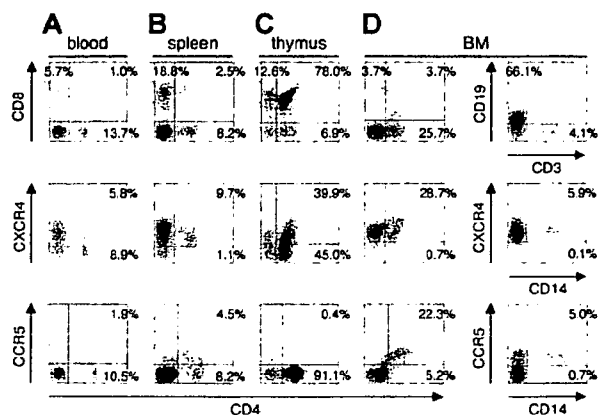 A B C D
blood spleen thymus BM
5.7% 1.0% 18.8% 2.5% 12.6% 78.0% 3.7% 3.7% 66.1%
CD8 CD19
13.7% 8.2% 6.9% 25.7% 4.1%
CD3
5.8% 9.7% 39.9% 28.7% 5.9%
CXCR4 CXCR4
8.9% 1.1% 45.0% 0.7% 0.1%
CD14
1.8% 4.5% 0.4% 22.3% 5.0%
CCR5 CCR5
10.5% 8.2% 91.1% 5.2% 0.7%
CD4 CD14